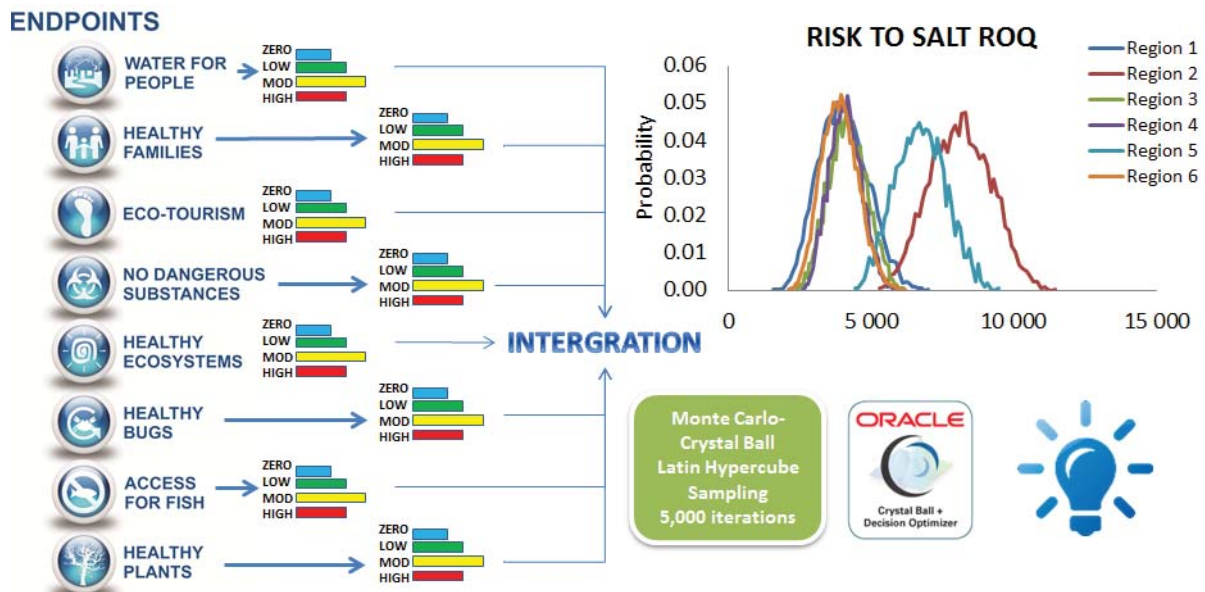 ENDPOINTS
WATER FOR
PEOPLE
ZERO
LOW
MOD
HIGH
HEALTHY
FAMILIES
ZERO
LOW
MOD
HIGH
ECO-TOURISM
ZERO
LOW
MOD
HIGH
NO DANGEROUS
SUBSTANCES
ZERO
LOW
MOD
HIGH
HEALTHY
ECOSYSTEMS
ZERO
LOW
MOD
HIGH
HEALTHY
BUGS
ZERO
LOW
MOD
HIGH
ACCESS
FOR FISH
ZERO
LOW
MOD
HIGH
HEALTHY
PLANTS
ZERO
LOW
MOD
HIGH
INTERGRATION
RISK TO SALT ROQ
Probability
0.06
0.05
0.04
0.03
0.02
0.01
0.00
0
5 000
10 000
15 000
Region 1
Region 2
Region 3
Region 4
Region 5
Region 6
Monte Carlo-
Crystal Ball
Latin Hypercube
Sampling
5,000 iterations
ORACLE
Crystal Ball +
Decision Optimizer